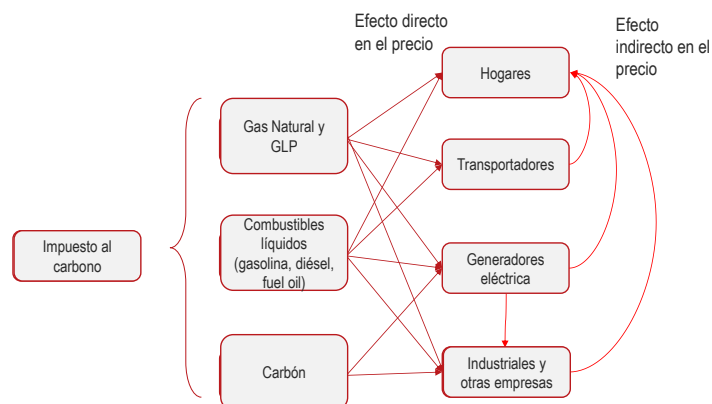 Efecto directo
en el precio
Efecto
indirecto en el
precio
Hogares
Gas Natural y
GLP
Transportadores
Impuesto al
carbono
Combustibles
líquidos
(gasolina, diésel,
fuel oil)
Generadores
eléctrica
Carbón
Industriales y
otras empresas